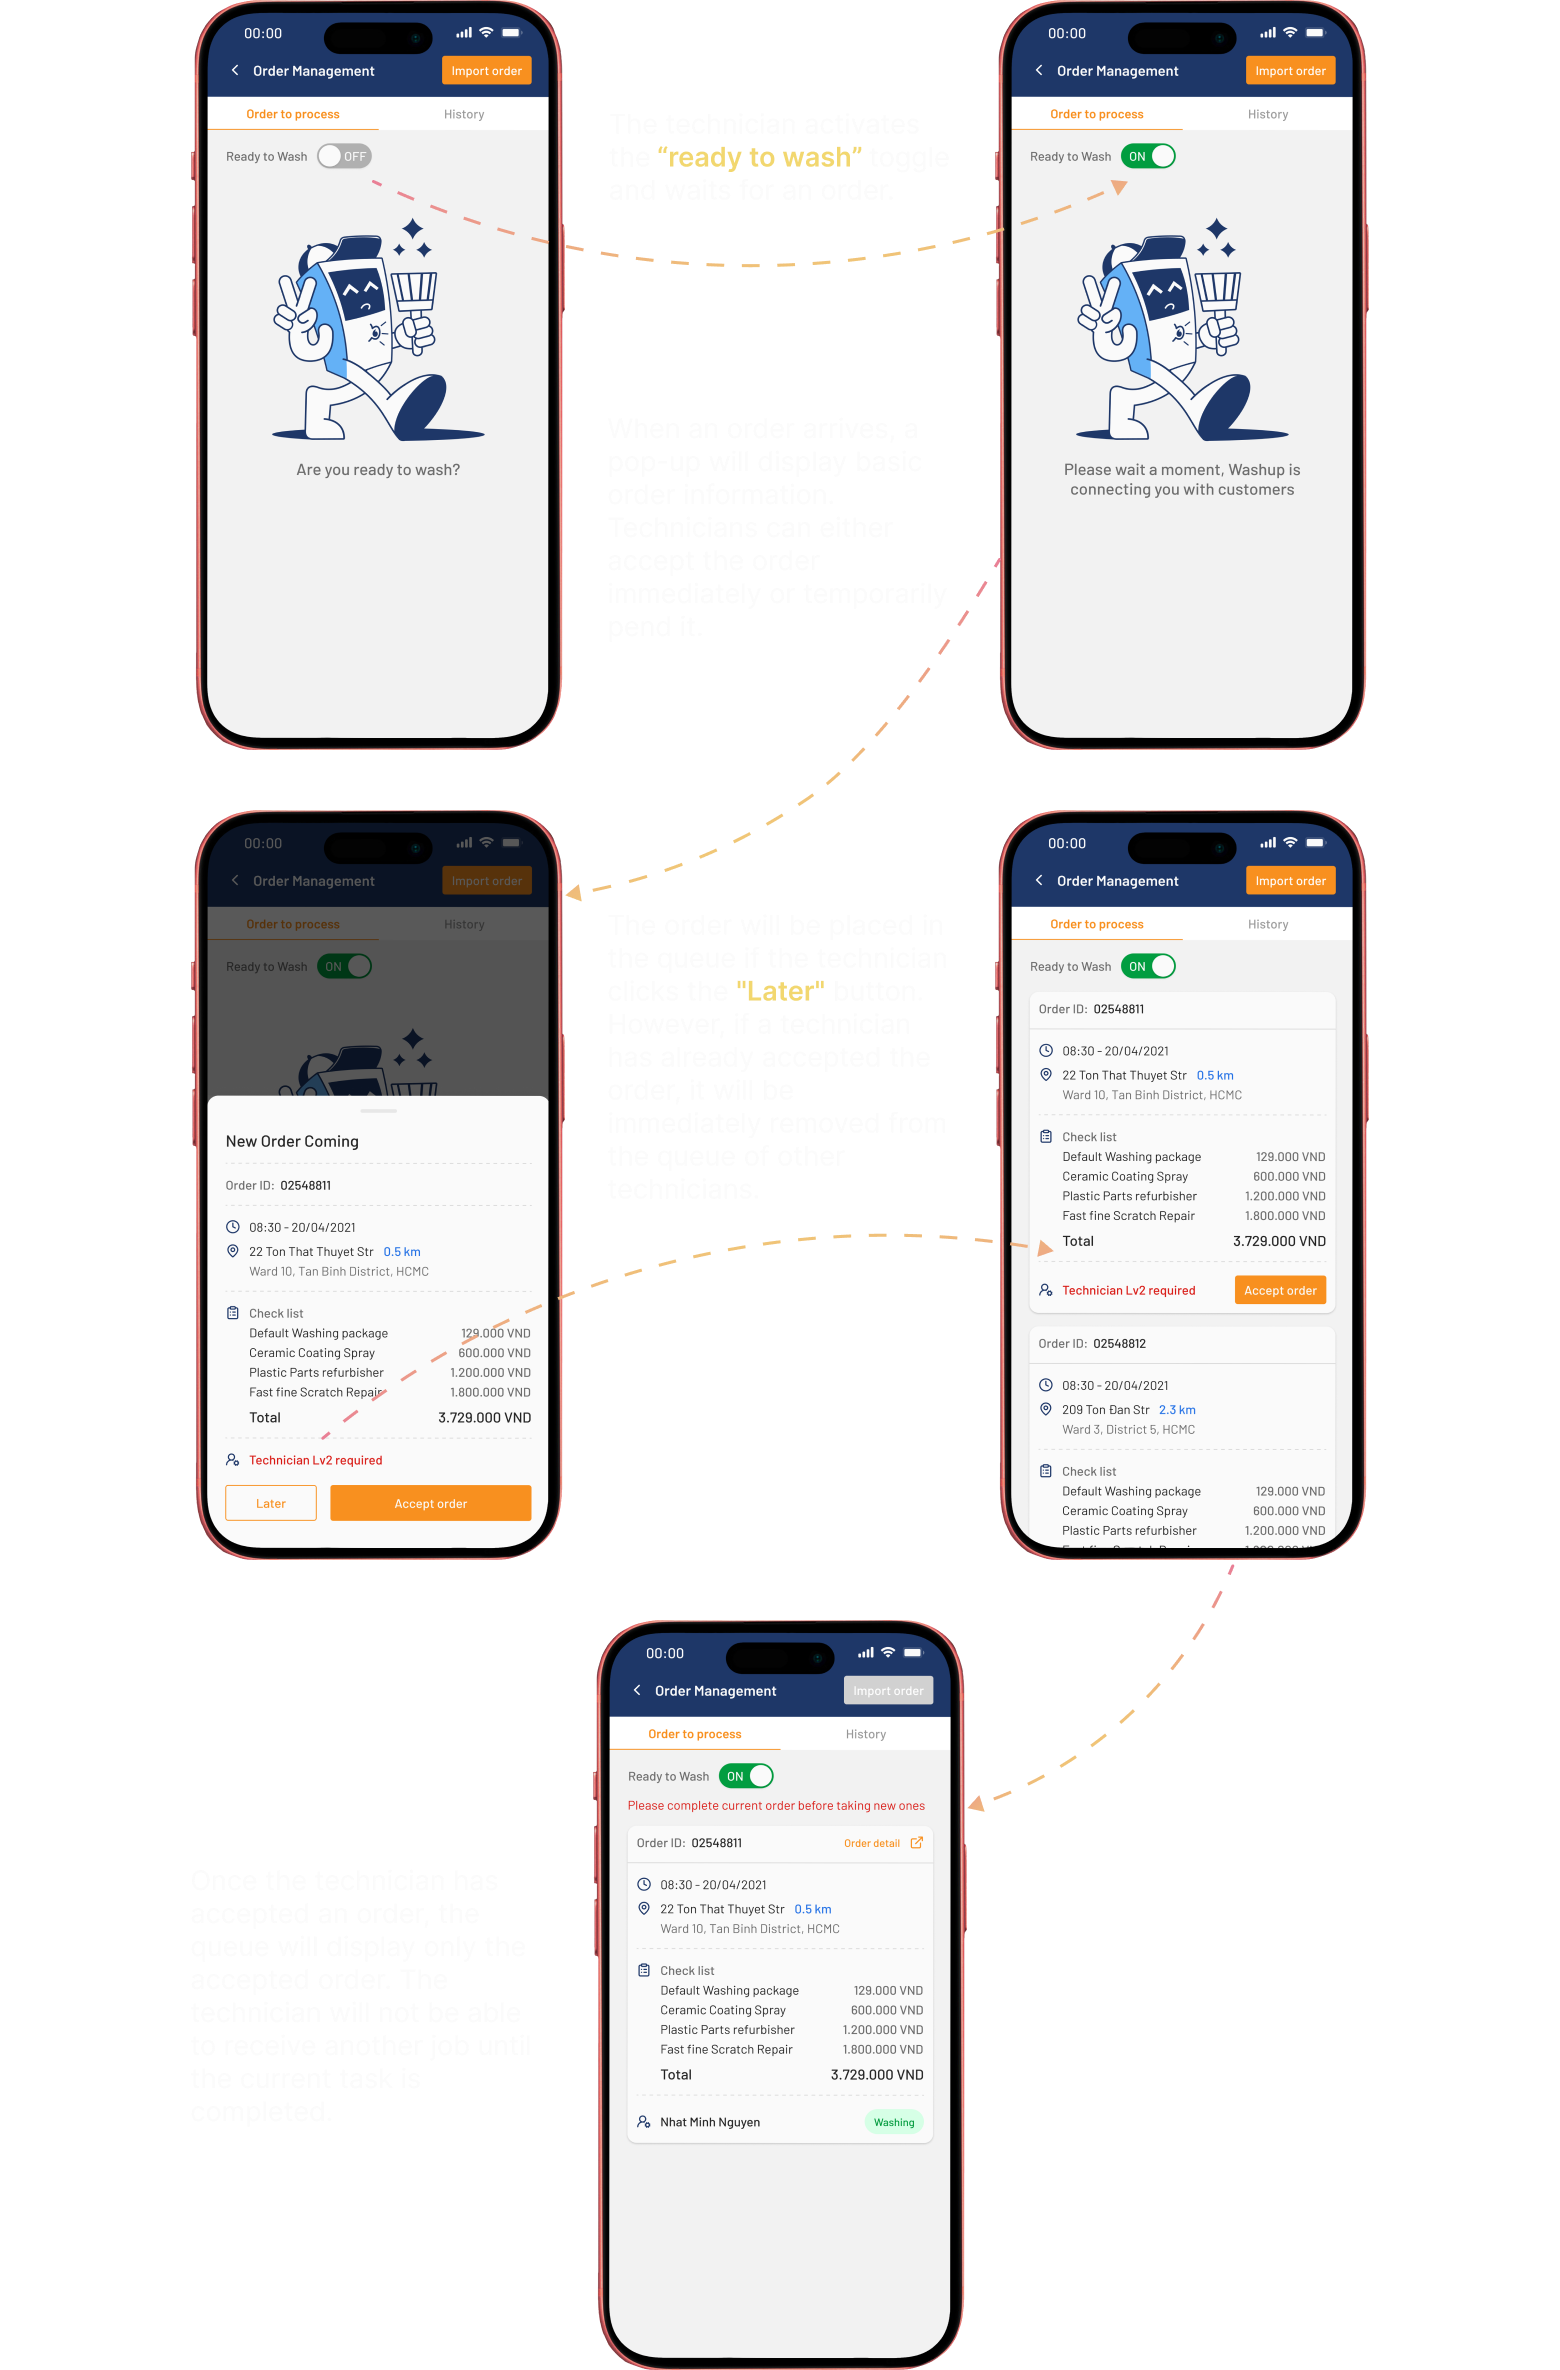 00:00
Order Management
Import order
Order to process
History
Ready to Wash
OFF
Are you ready to wash?
The technician activates
the “ready to wash” toggle
and waits for an order.
00:00
Order Management
Import order
Order to process
History
Ready to Wash
ON
Please wait a moment, Washup is
connecting you with customers
When an order arrives, a
pop-up will display basic
order information.
Technicians can either
accept the order
immediately or temporarily
pend it.
00:00
Order Management
Import order
Order to process
History
Ready to Wash
ON
New Order Coming
Order ID: 02548811
08:30 - 20/04/2021
22 Ton That Thuyet Str 0.5 km
Ward 10, Tan Binh District, HCMC
Check list
Default Washing package 129.000 VND
Ceramic Coating Spray 600.000 VND
Plastic Parts refurbisher 1.200.000 VND
Fast fine Scratch Repair 1.800.000 VND
Total 3.729.000 VND
Technician Lv2 required
Later
Accept order
The order will be placed in
the queue if the technician
clicks the "Later" button.
However, if a technician
has already accepted the
order, it will be
immediately removed from
the queue of other
technicians.
00:00
Order Management
Import order
Order to process
History
Ready to Wash
ON
Order ID: 02548811
08:30 - 20/04/2021
22 Ton That Thuyet Str 0.5 km
Ward 10, Tan Binh District, HCMC
Check list
Default Washing package 129.000 VND
Ceramic Coating Spray 600.000 VND
Plastic Parts refurbisher 1.200.000 VND
Fast fine Scratch Repair 1.800.000 VND
Total 3.729.000 VND
Technician Lv2 required
Accept order
Order ID: 02548812
08:30 - 20/04/2021
209 Ton Đan Str 2.3 km
Ward 3, District 5, HCMC
Check list
Default Washing package 129.000 VND
Ceramic Coating Spray 600.000 VND
Plastic Parts refurbisher 1.200.000 VND
Once the technician has
accepted an order, the
queue will display only the
accepted order. The
technician will not be able
to receive another job until
the current task is
completed.
00:00
Order Management
Import order
Order to process
History
Ready to Wash
ON
Please complete current order before taking new ones
Order ID: 02548811
Order detail
08:30 - 20/04/2021
22 Ton That Thuyet Str 0.5 km
Ward 10, Tan Binh District, HCMC
Check list
Default Washing package 129.000 VND
Ceramic Coating Spray 600.000 VND
Plastic Parts refurbisher 1.200.000 VND
Fast fine Scratch Repair 1.800.000 VND
Total 3.729.000 VND
Nhat Minh Nguyen
Washing